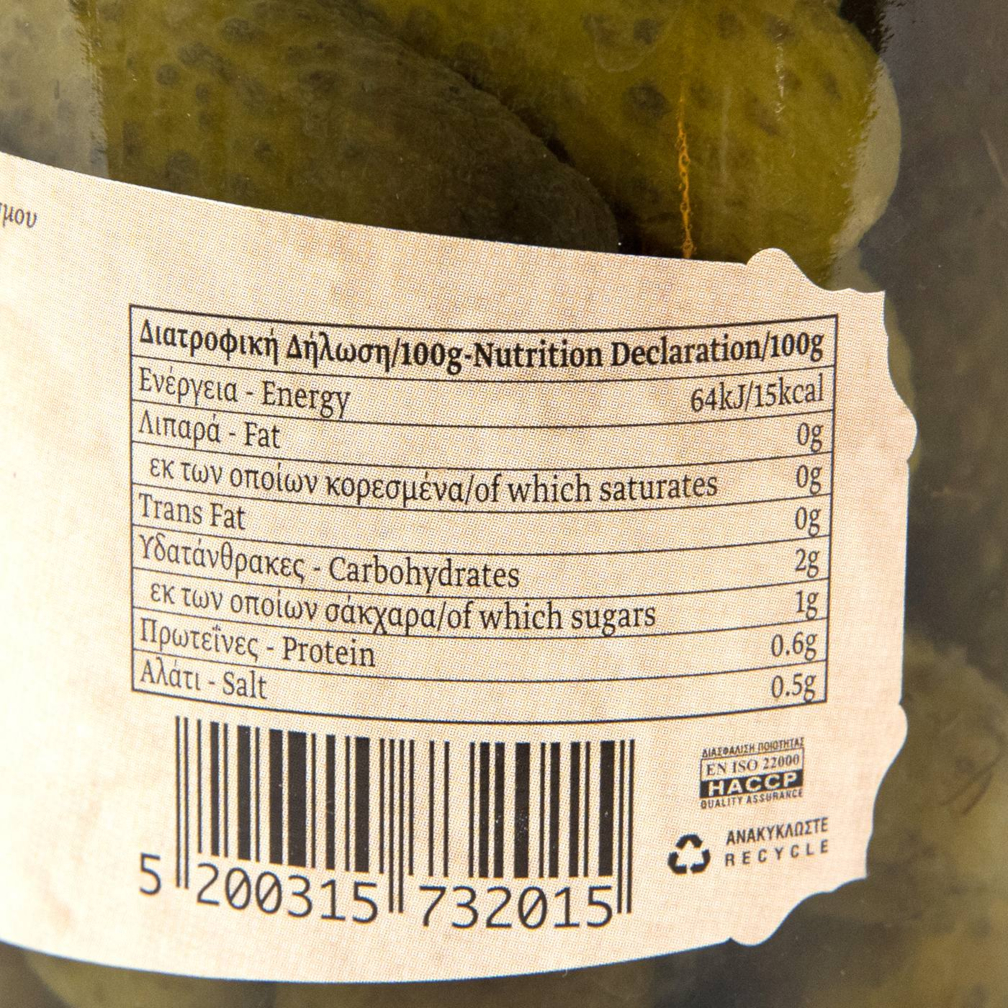 Διατροφική Δήλωση/100g-Nutrition Declaration/100g
Ενέργεια - Energy 64kJ/15kcal
Λιπαρά - Fat 0g
εκ των οποίων κορεσμένα/of which saturates 0g
Trans Fat 0g
Υδατάνθρακες - Carbohydrates 2g
εκ των οποίων σάκχαρα/of which sugars 1g
Πρωτεΐνες - Protein 0.6g
Αλάτι - Salt 0.5g
ΔΙΑΣΦΑΛΙΣΗ ΠΟΙΟΤΗΤΑΣ
EN ISO 22000
HACCP
QUALITY ASSURANCE
ΑΝΑΚΥΚΛΩΣΤΕ
RECYCLE
5 200315 732015